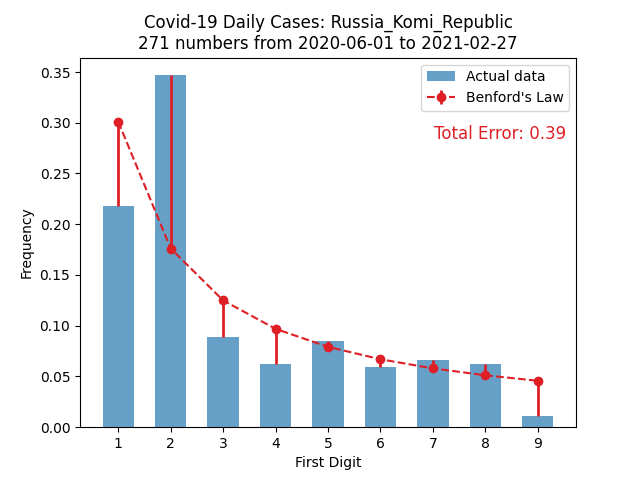 Covid-19 Daily Cases: Russia_Komi_Republic
271 numbers from 2020-06-01 to 2021-02-27
Actual data
Benford's Law
Total Error: 0.39
Frequency
0.35
0.30
0.25
0.20
0.15
0.10
0.05
0.00
1 2 3 4 5 6 7 8 9
First Digit